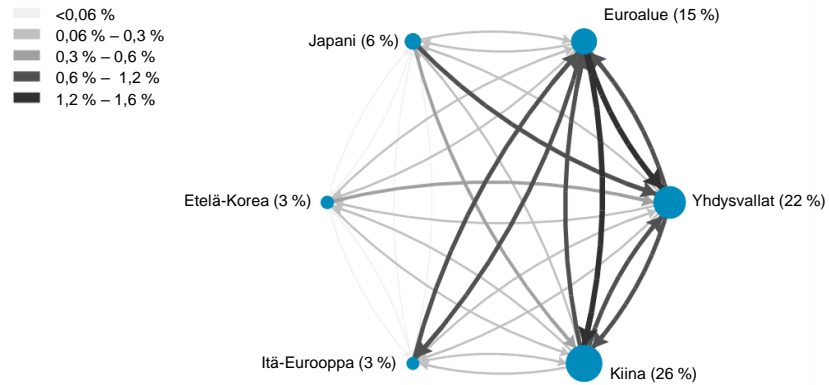 <0,06 %
0,06 % – 0,3 %
0,3 % – 0,6 %
0,6 % – 1,2 %
1,2 % – 1,6 %
Euroalue (15 %)
Japani (6 %)
Etelä-Korea (3 %)
Yhdysvallat (22 %)
Itä-Eurooppa (3 %)
Kiina (26 %)